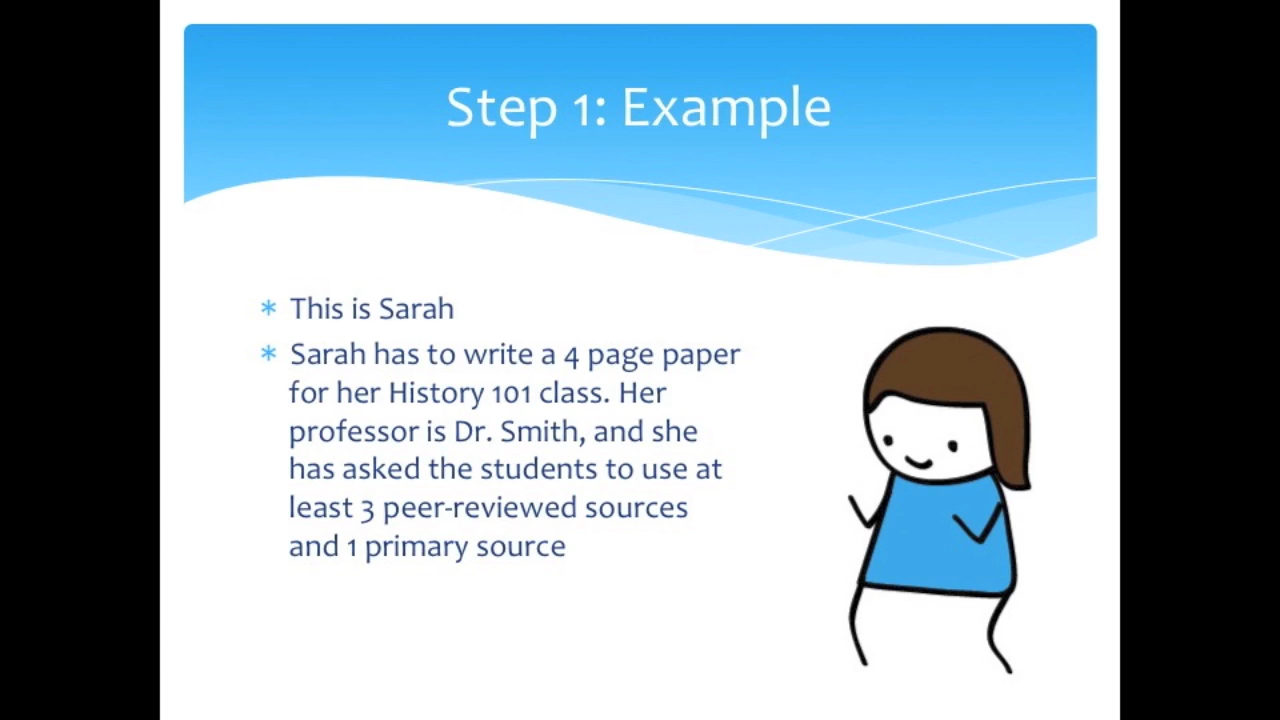 Step 1: Example
* This is Sarah
* Sarah has to write a 4 page paper
for her History 101 class. Her
professor is Dr. Smith, and she
has asked the students to use at
least 3 peer-reviewed sources
and 1 primary source